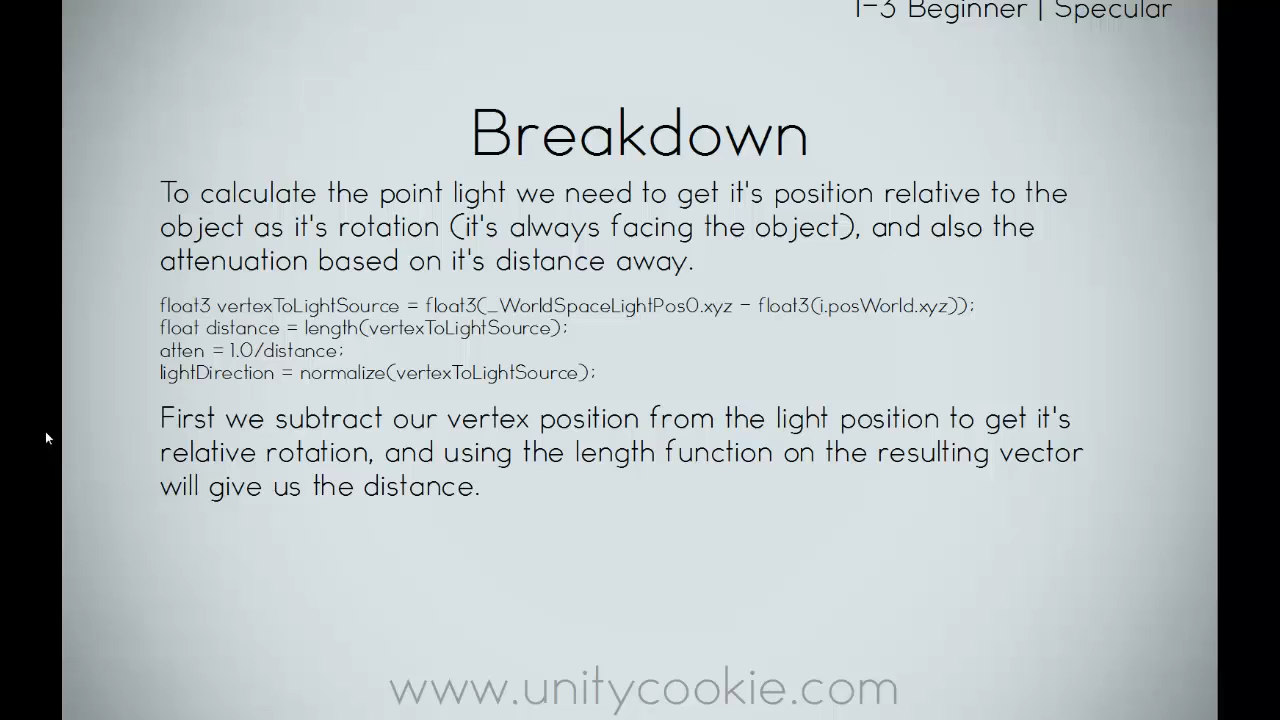 1-3 Beginner | Specular
Breakdown
To calculate the point light we need to get it's position relative to the
object as it's rotation (it's always facing the object), and also the
attenuation based on it's distance away.
float3 vertexToLightSource = float3(_WorldSpaceLightPos0.xyz - float3(i.posWorld.xyz));
float distance = length(vertexToLightSource);
atten = 1.0/distance;
lightDirection = normalize(vertexToLightSource);
First we subtract our vertex position from the light position to get it's
relative rotation, and using the length function on the resulting vector
will give us the distance.
www.unitycookie.com